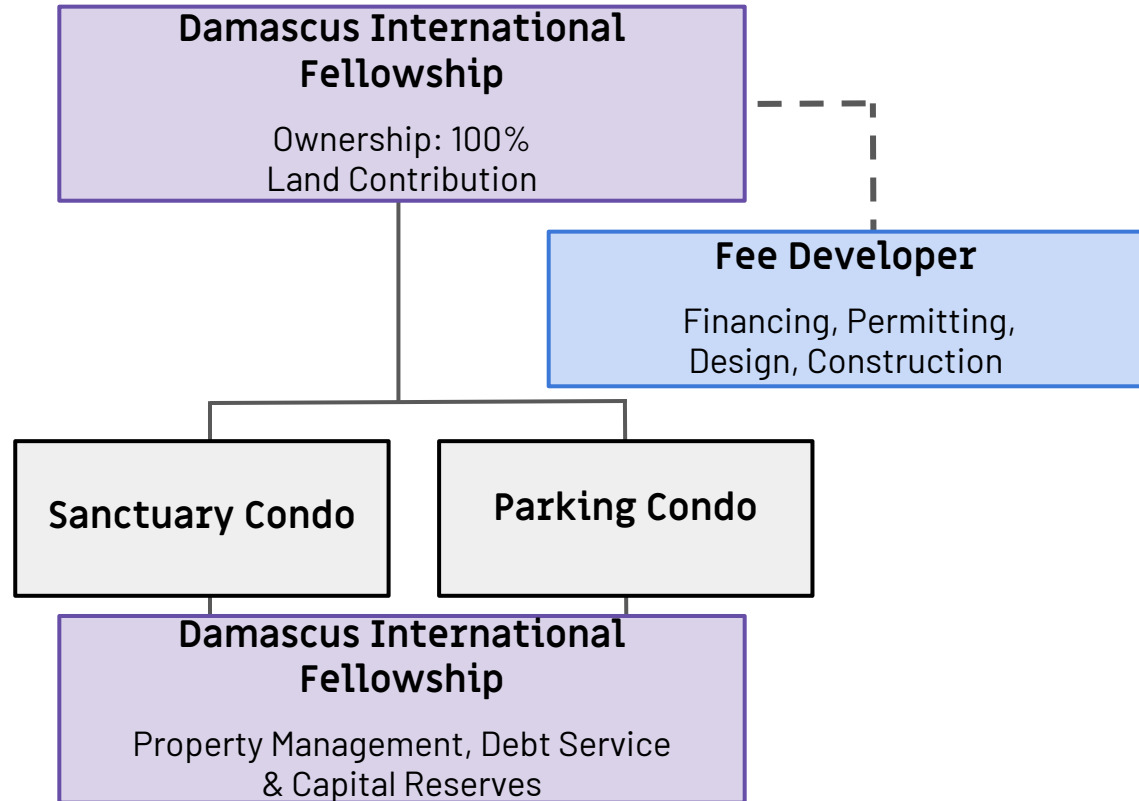 Damascus International
Fellowship
Ownership: 100%
Land Contribution
Fee Developer
Financing, Permitting,
Design, Construction
Sanctuary Condo
Parking Condo
Damascus International
Fellowship
Property Management, Debt Service
& Capital Reserves